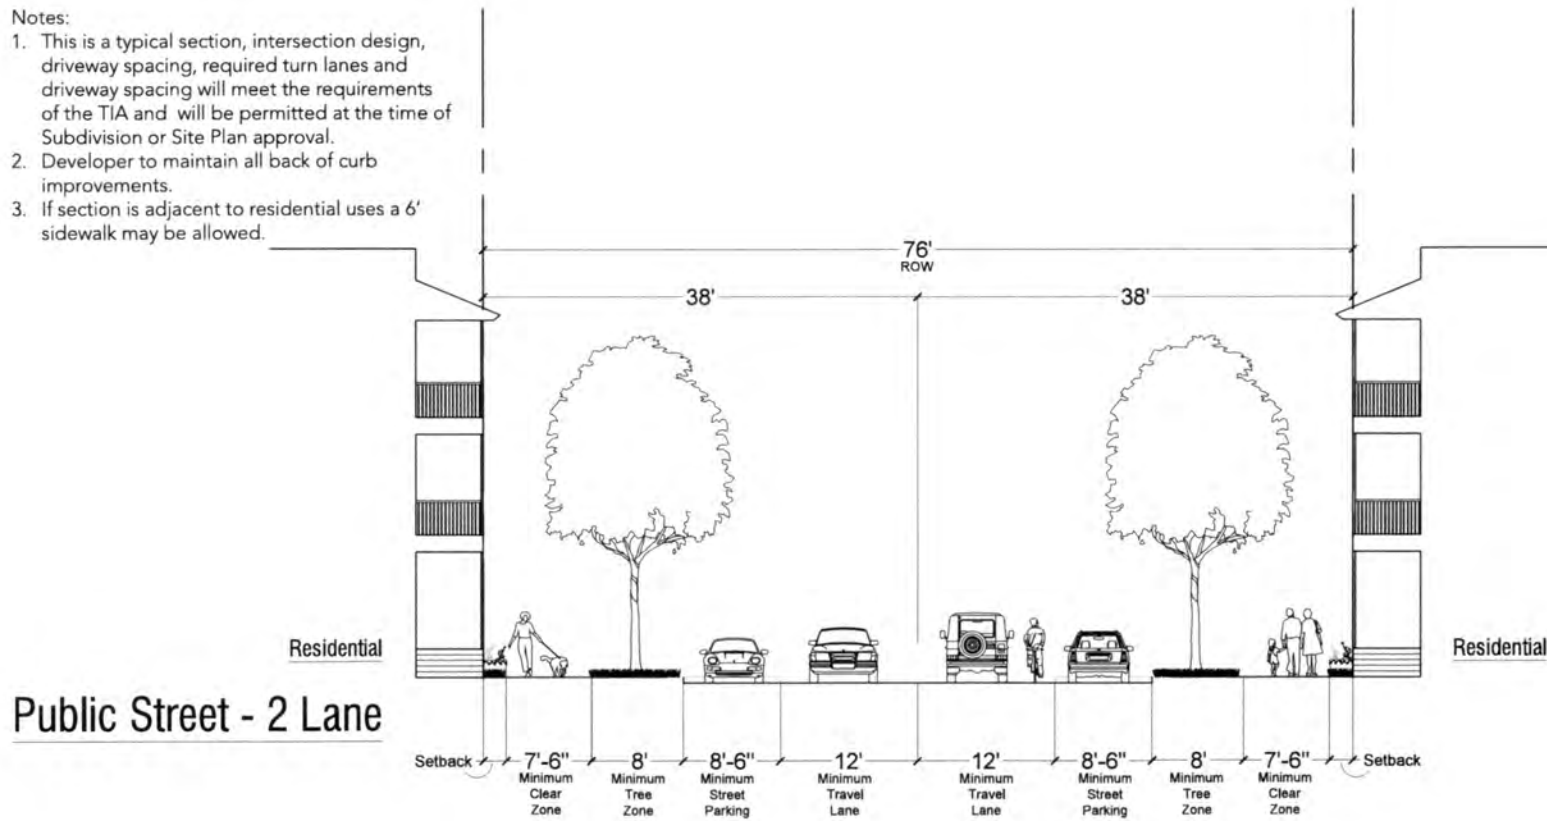 Notes:
1. This is a typical section, intersection design,
driveway spacing, required turn lanes and
driveway spacing will meet the requirements
of the TIA and will be permitted at the time of
Subdivision or Site Plan approval.
2. Developer to maintain all back of curb
improvements.
3. If section is adjacent to residential uses a 6'
sidewalk may be allowed.
76'
ROW
38' 38'
Residential Residential
Public Street - 2 Lane
Setback 7'-6" 8' 8'-6" 12' 12' 8'-6" 8' 7'-6" Setback
Minimum Minimum Minimum Minimum Minimum Minimum Minimum Minimum
Clear Tree Street Travel Travel Street Tree Clear
Zone Zone Parking Lane Lane Parking Zone Zone